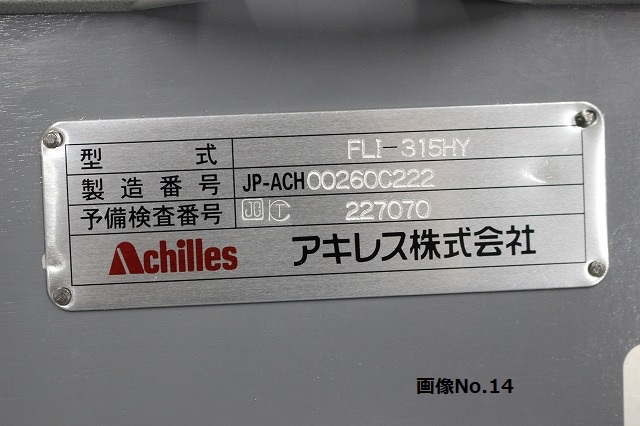 型式 FLI-315HY
製造番号 JP-ACH00260C222
予備検査番号 JG 227070
Achilles アキレス株式会社
画像No.14